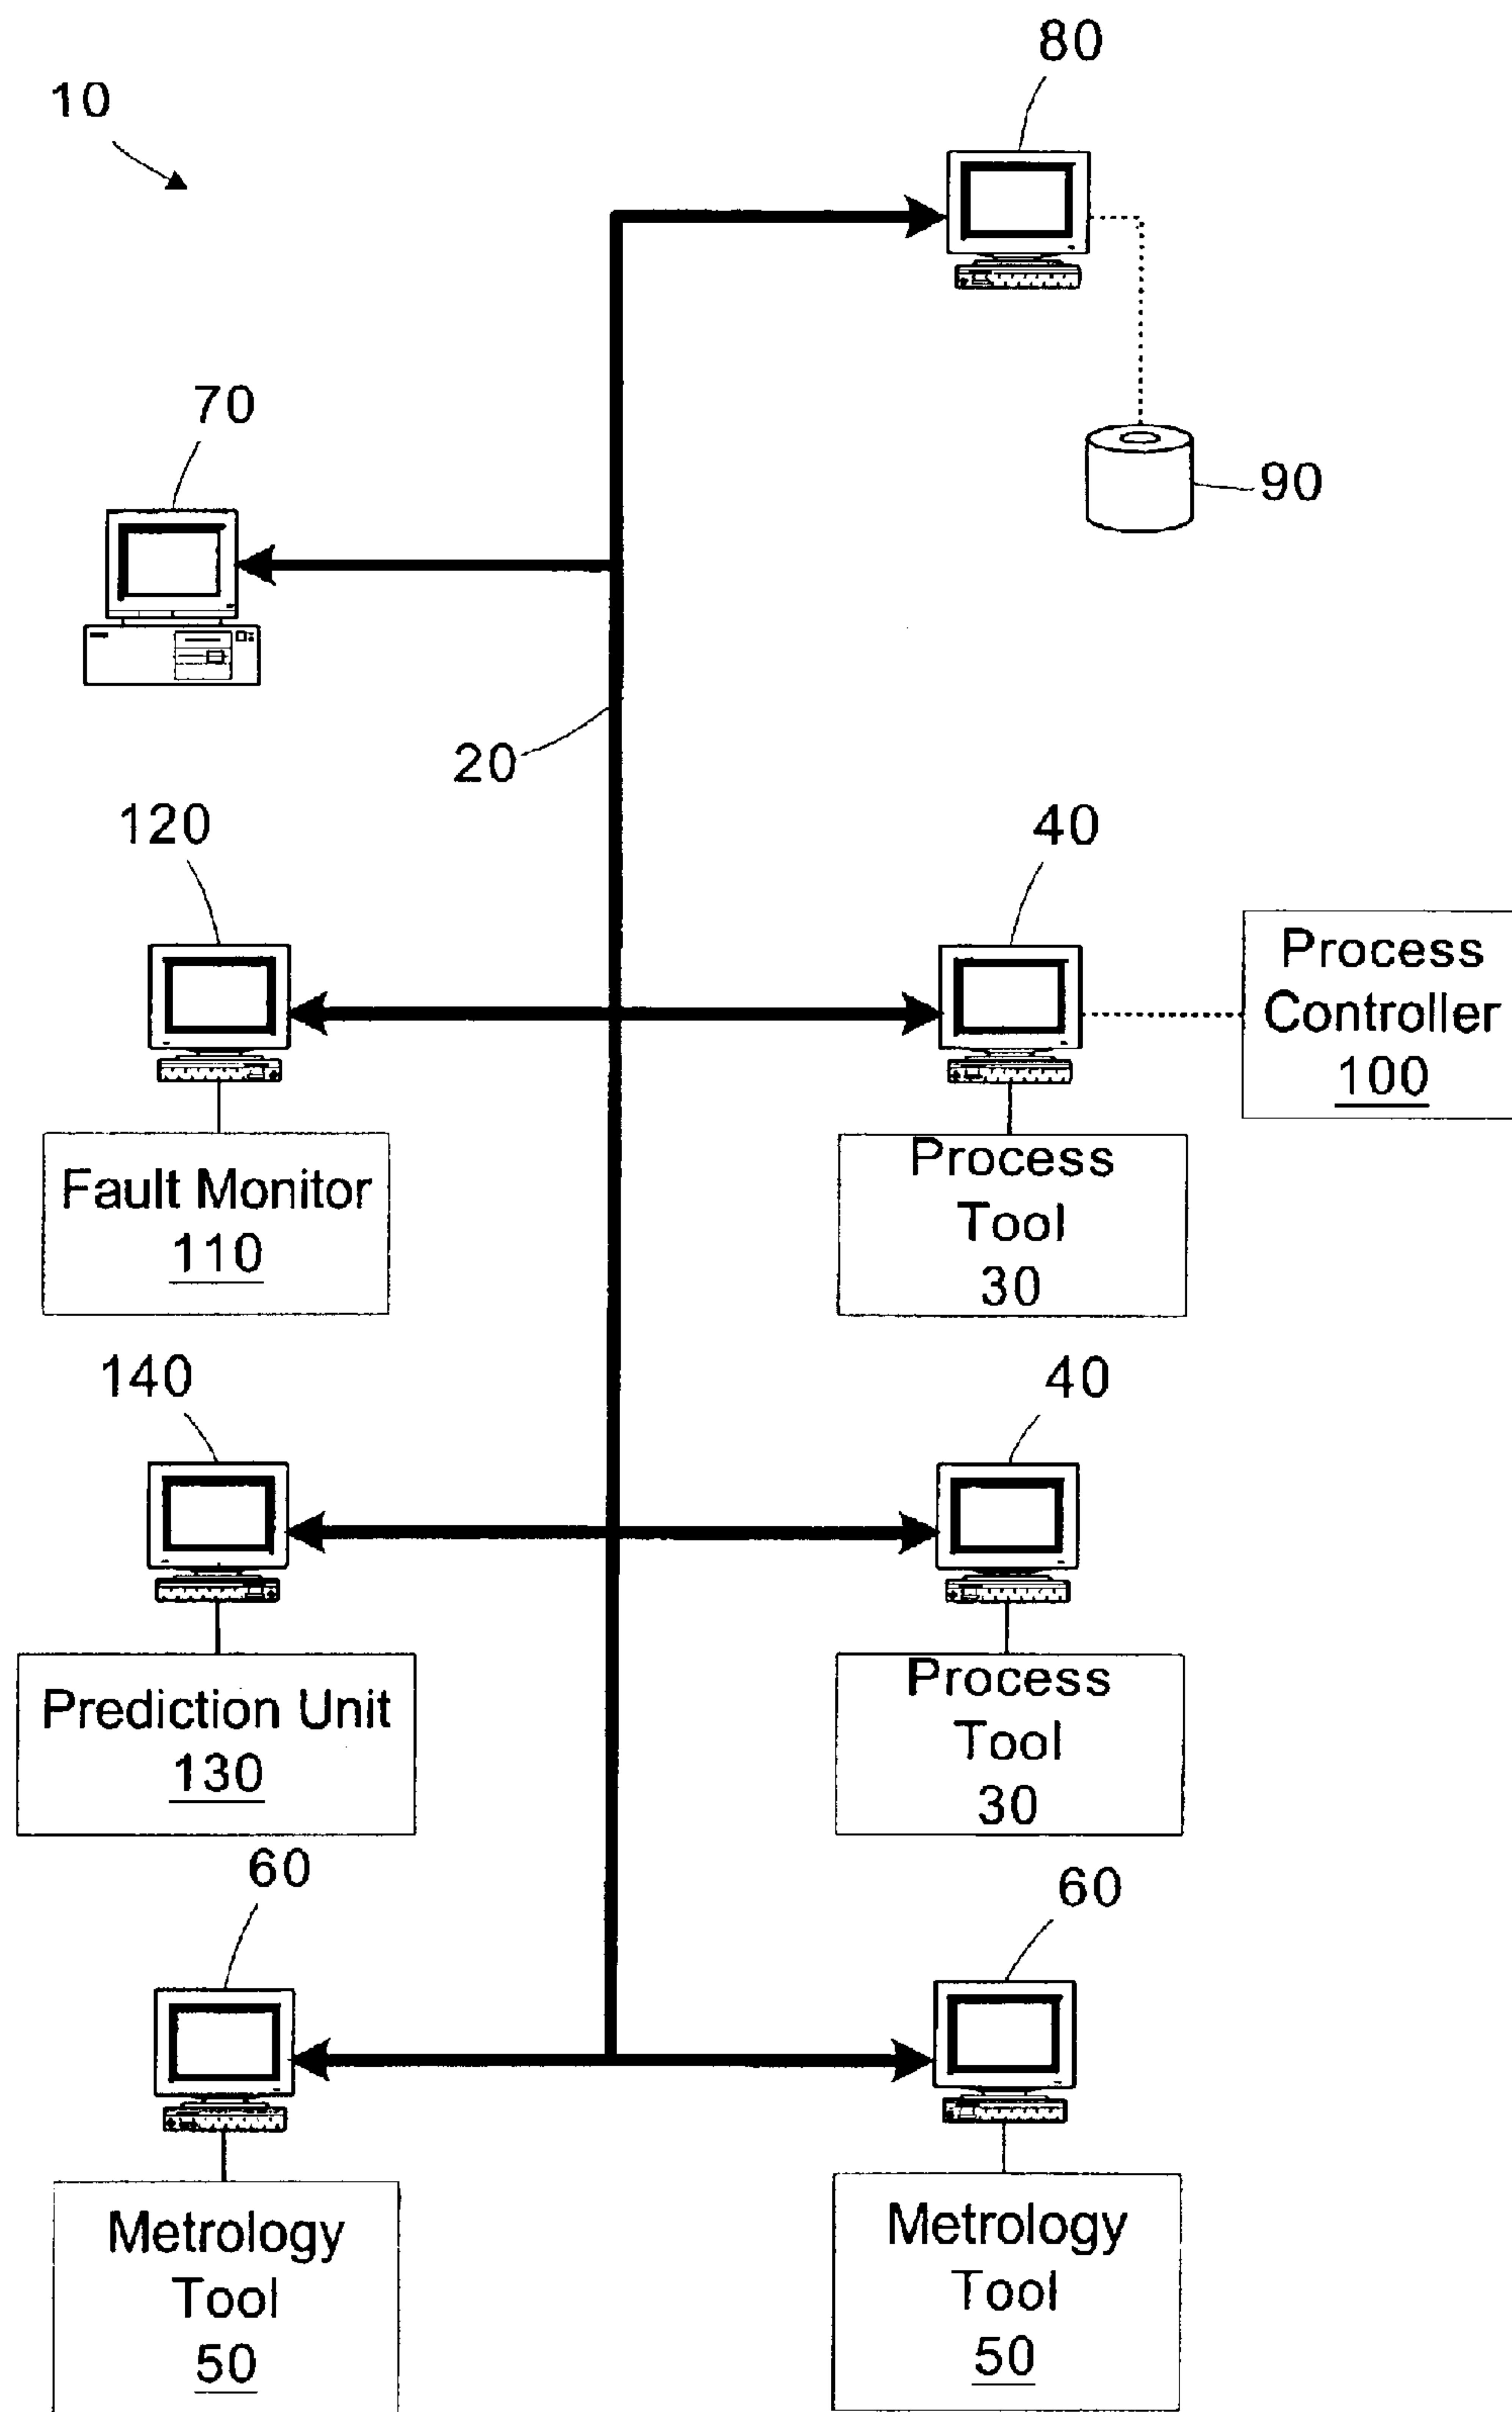 80
10
70
90
20
120
40
Process
Controller
100
Fault Monitor
110
Process
Tool
30
140
40
Prediction Unit
130
Process
Tool
30
60
60
Metrology
Tool
50
Metrology
Tool
50